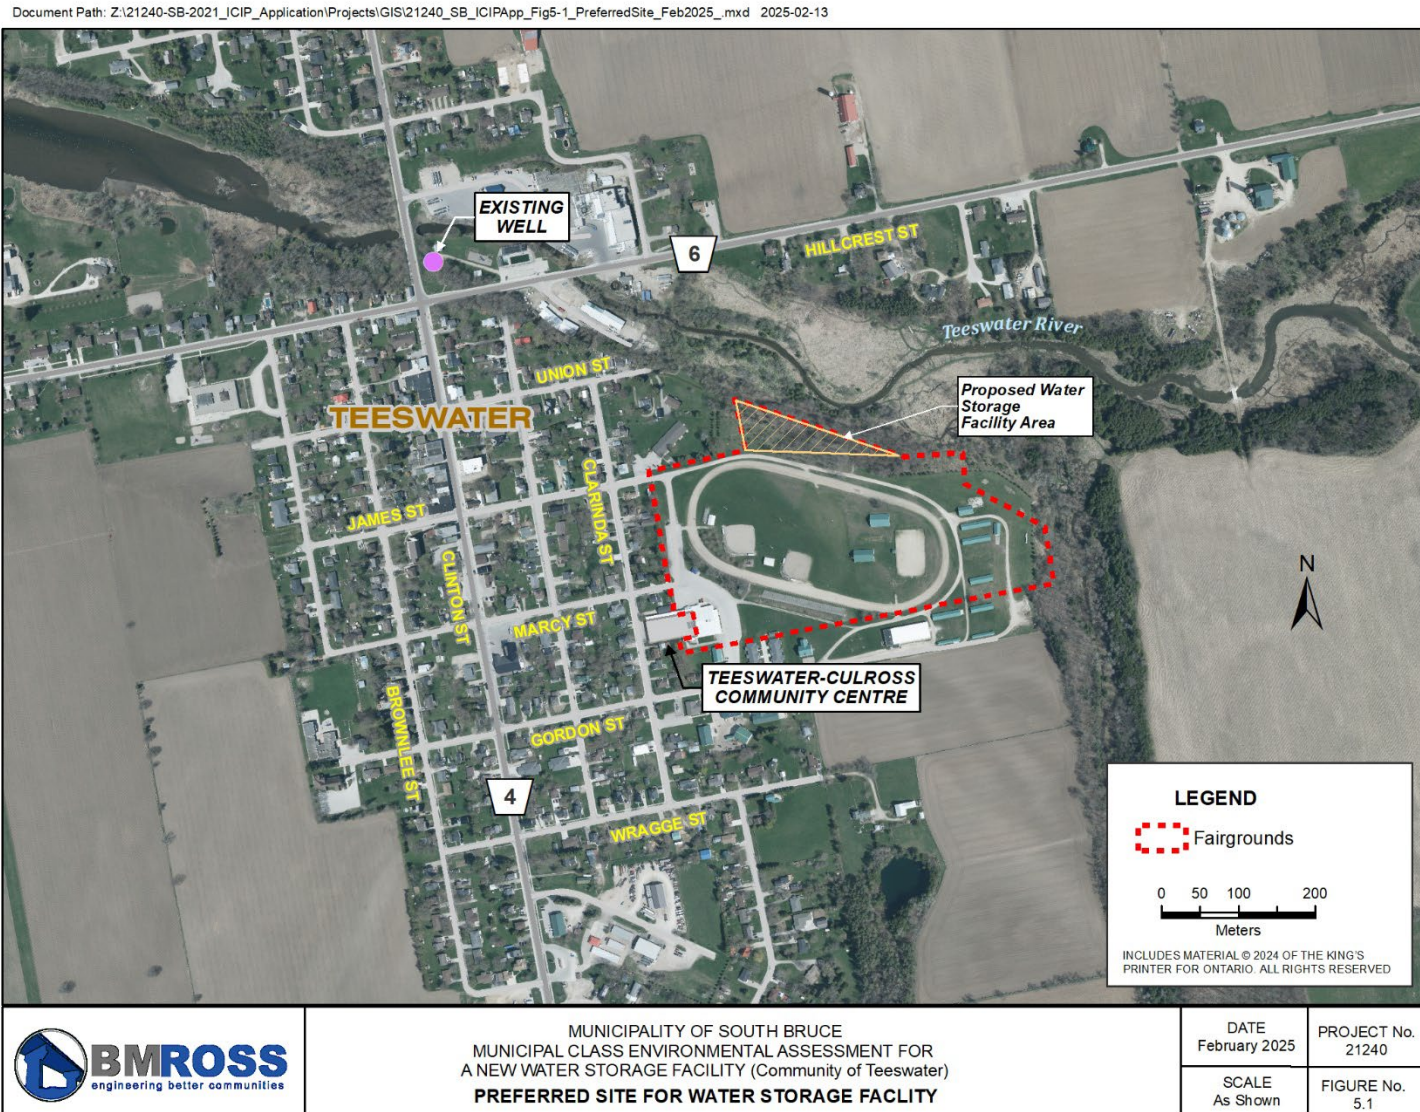 Document Path: Z:\21240-SB-2021_ICIP_Application\Projects\GIS\21240_SB_ICIPApp_Fig5-1_PreferredSite_Feb2025_.mxd 2025-02-13
EXISTING
WELL
6
HILLCREST ST
Teeswater River
UNION ST
Proposed Water
Storage
Facility Area
TEESWATER
CLARINDA ST
JAMES ST
CLINTON ST
MARCY ST
N
TEESWATER-CULROSS
COMMUNITY CENTRE
BROWNLEE ST
GORDON ST
4
WRAGGE ST
LEGEND
Fairgrounds
0 50 100 200
Meters
INCLUDES MATERIAL © 2024 OF THE KING'S
PRINTER FOR ONTARIO. ALL RIGHTS RESERVED
BMROSS
engineering better communities
MUNICIPALITY OF SOUTH BRUCE
MUNICIPAL CLASS ENVIRONMENTAL ASSESSMENT FOR
A NEW WATER STORAGE FACILITY (Community of Teeswater)
PREFERRED SITE FOR WATER STORAGE FACLITY
DATE
February 2025
PROJECT No.
21240
SCALE
As Shown
FIGURE No.
5.1